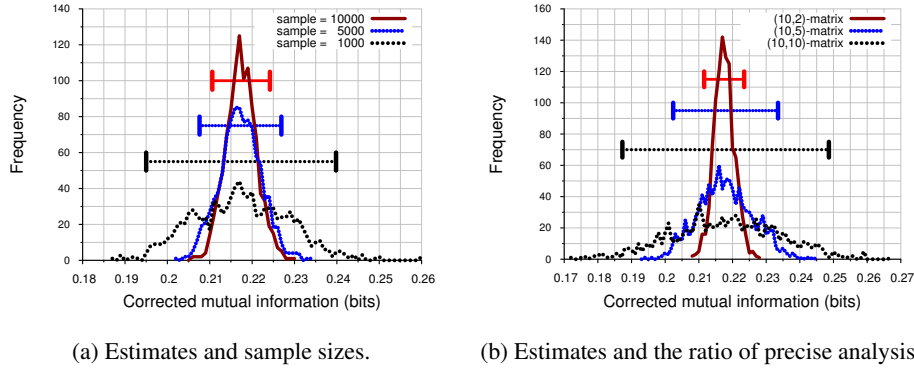 sample = 10000
sample = 5000
sample = 1000
Frequency
140
120
100
80
60
40
20
0
0.18 0.19 0.2 0.21 0.22 0.23 0.24 0.25 0.26
Corrected mutual information (bits)
(a) Estimates and sample sizes.
(10,2)-matrix
(10,5)-matrix
(10,10)-matrix
Frequency
160
140
120
100
80
60
40
20
0
0.17 0.18 0.19 0.2 0.21 0.22 0.23 0.24 0.25 0.26 0.27
Corrected mutual information (bits)
(b) Estimates and the ratio of precise analysis